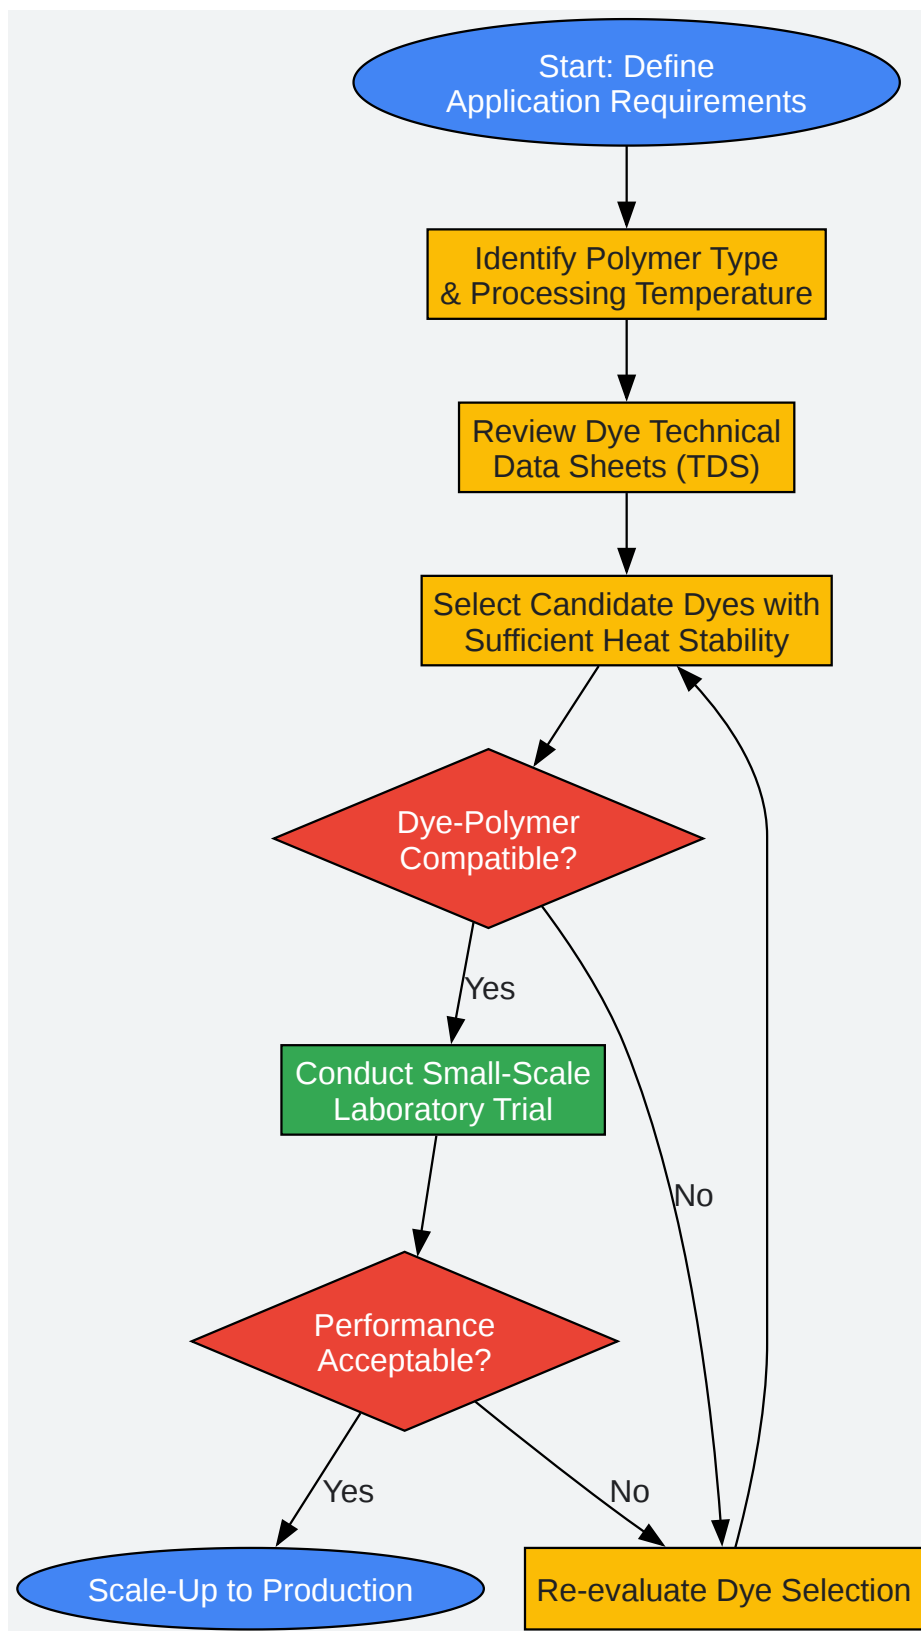 Start: Define
Application Requirements
Identify Polymer Type
& Processing Temperature
Review Dye Technical
Data Sheets (TDS)
Select Candidate Dyes with
Sufficient Heat Stability
Dye-Polymer
Compatible?
Yes
Conduct Small-Scale
Laboratory Trial
No
Performance
Acceptable?
Yes
No
Scale-Up to Production
Re-evaluate Dye Selection